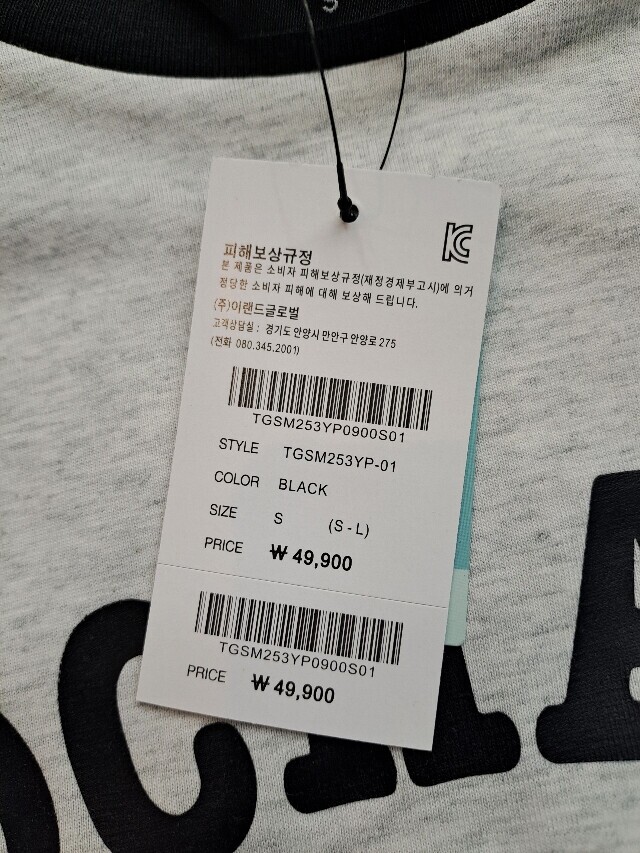 피해보상규정
본 제품은 소비자 피해보상규정(재정경제부고시)에 의거
정당한 소비자 피해에 대해 보상해 드립니다.
(주)이랜드글로벌
고객상담실 : 경기도 안양시 만안구 안양로 275
(전화 080.345.2001)
TGSM253YP0900S01
STYLE TGSM253YP-01
COLOR BLACK
SIZE S (S - L)
PRICE ₩ 49,900
TGSM253YP0900S01
PRICE ₩ 49,900